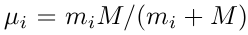 μ_i = m_i M/(m_i + M)